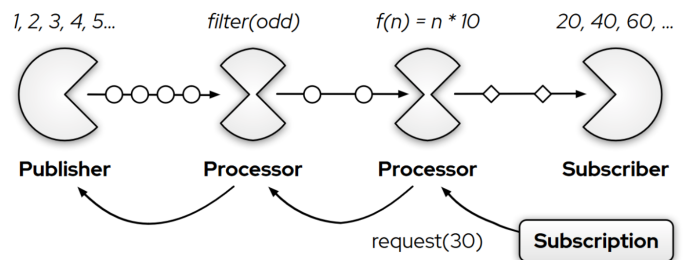 1, 2, 3, 4, 5... filter(odd) f(n) = n * 10 20, 40, 60, ...
Publisher Processor Processor Subscriber
request(30) Subscription